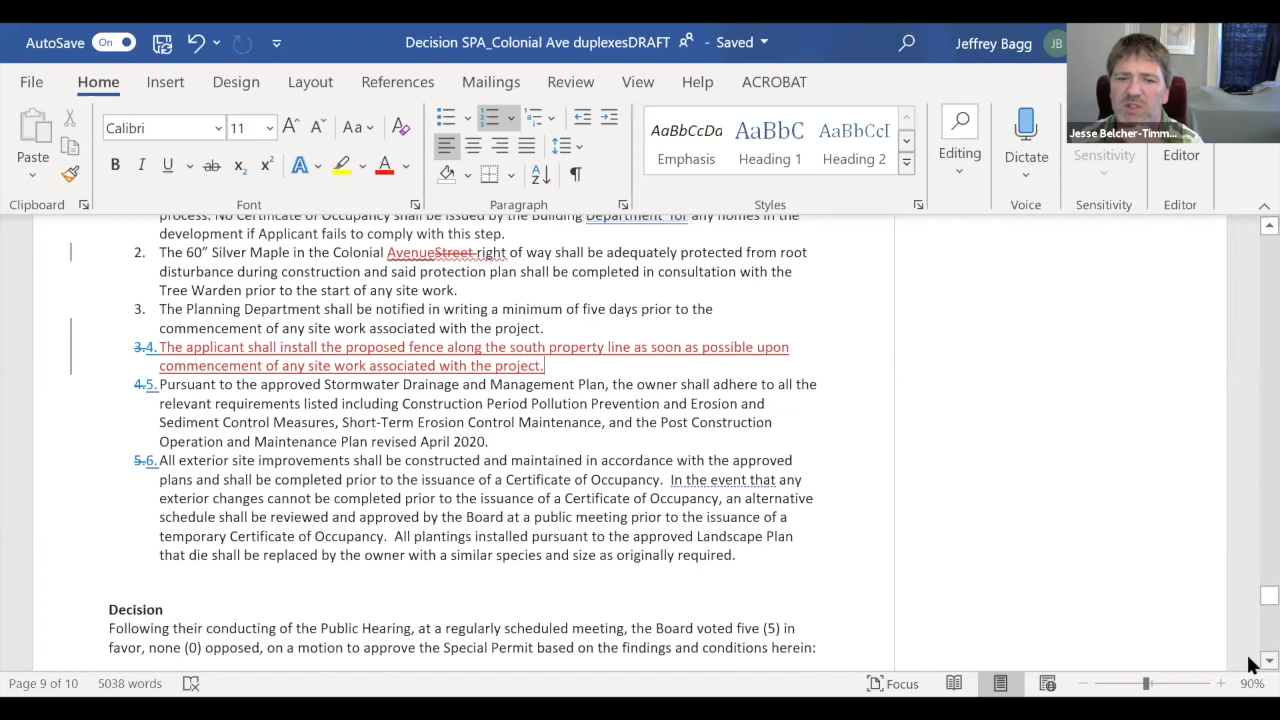 AutoSave On Decision SPA_Colonial Ave duplexesDRAFT - Saved Jeffrey Bagg JB
File Home Insert Design Layout References Mailings Review View Help ACROBAT
Jesse Belcher-Timm...
Calibri 11 Aa AaBbCcDd AaBbC AaBbCcI
Paste Emphasis Heading 1 Heading 2 Editing Dictate Sensitivity Editor
Clipboard Font Paragraph Styles Voice Sensitivity Editor
process. No Certificate of Occupancy shall be issued by the Building Department for any homes in the
development if Applicant fails to comply with this step.
2. The 60” Silver Maple in the Colonial AvenueStreet right of way shall be adequately protected from root
disturbance during construction and said protection plan shall be completed in consultation with the
Tree Warden prior to the start of any site work.
3. The Planning Department shall be notified in writing a minimum of five days prior to the
commencement of any site work associated with the project.
3.4. The applicant shall install the proposed fence along the south property line as soon as possible upon
commencement of any site work associated with the project.
4.5. Pursuant to the approved Stormwater Drainage and Management Plan, the owner shall adhere to all the
relevant requirements listed including Construction Period Pollution Prevention and Erosion and
Sediment Control Measures, Short-Term Erosion Control Maintenance, and the Post Construction
Operation and Maintenance Plan revised April 2020.
5.6. All exterior site improvements shall be constructed and maintained in accordance with the approved
plans and shall be completed prior to the issuance of a Certificate of Occupancy. In the event that any
exterior changes cannot be completed prior to the issuance of a Certificate of Occupancy, an alternative
schedule shall be reviewed and approved by the Board at a public meeting prior to the issuance of a
temporary Certificate of Occupancy. All plantings installed pursuant to the approved Landscape Plan
that die shall be replaced by the owner with a similar species and size as originally required.
Decision
Following their conducting of the Public Hearing, at a regularly scheduled meeting, the Board voted five (5) in
favor, none (0) opposed, on a motion to approve the Special Permit based on the findings and conditions herein:
Page 9 of 10 5038 words Focus 90%